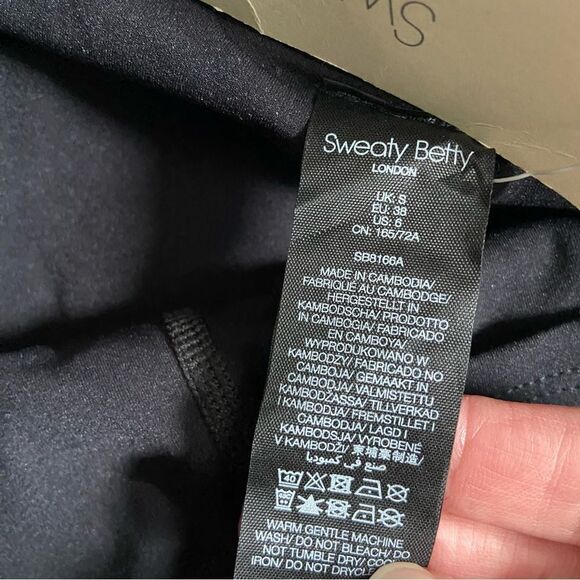 Sweaty Betty
LONDON
UK: S
EU: 38
US: 6
CN: 165/72A
SB8166A
MADE IN CAMBODIA/
FABRIQUÉ AU CAMBODGE/
HERGESTELLT IN
KAMBODSCHA/ PRODOTTO
IN CAMBOGIA/ FABRICADO
EN CAMBOYA/
WYPRODUKOWANO W
KAMBODŻY/ FABRICADO NO
CAMBOJA/ GEMAAKT IN
CAMBODJA/ VALMISTETTU
KAMBODŽASSA/ TILLVERKAD
I KAMBODJA/ FREMSTILLET I
CAMBODJA/ LAGD I
KAMBODSJA/ VYROBENÉ
V KAMBODŽI/ 柬埔寨制造/
صنع في كمبوديا
40
WARM GENTLE MACHINE
WASH/ DO NOT BLEACH/ DO
NOT TUMBLE DRY/ COOL
IRON/ DO NOT DRY CLEAN